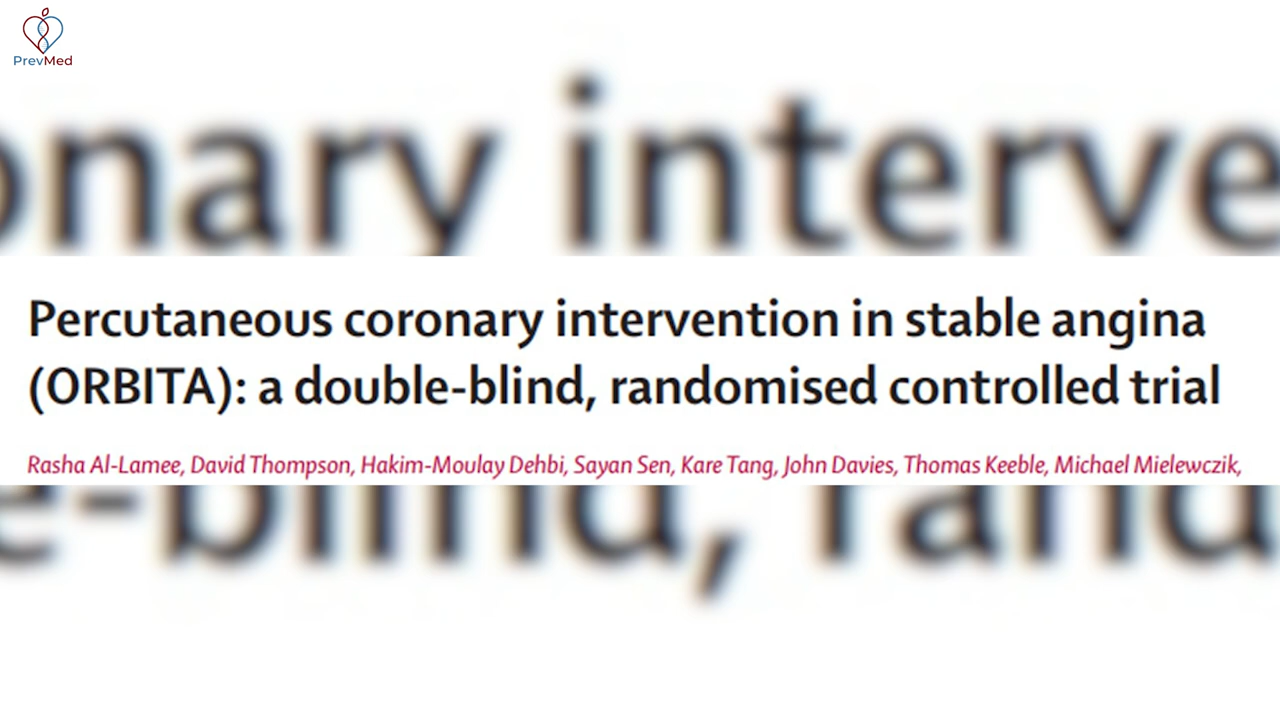 PrevMed
onary interve
Percutaneous coronary intervention in stable angina
(ORBITA): a double-blind, randomised controlled trial
Rasha Al-Lamee, David Thompson, Hakim-Moulay Dehbi, Sayan Sen, Kare Tang, John Davies, Thomas Keeble, Michael Mielewczik,
e-blind, rand